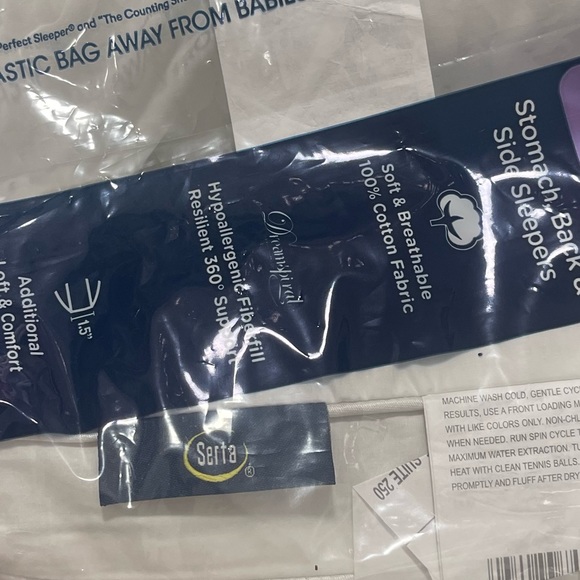 Perfect Sleeper® and "The Counting
ASTIC BAG AWAY FROM BABIES
Stomach, Back &
Side Sleepers
Soft & Breathable
100% Cotton Fabric
Dreamspiral
Hypoallergenic Fiberfill
Resilient 360° Support
1.5"
Additional
Loft & Comfort
Serta®
SUITE 250
MACHINE WASH COLD, GENTLE CYC
RESULTS, USE A FRONT LOADING M
WITH LIKE COLORS ONLY. NON-CHL
WHEN NEEDED. RUN SPIN CYCLE T
MAXIMUM WATER EXTRACTION. TU
HEAT WITH CLEAN TENNIS BALLS.
PROMPTLY AND FLUFF AFTER DRY